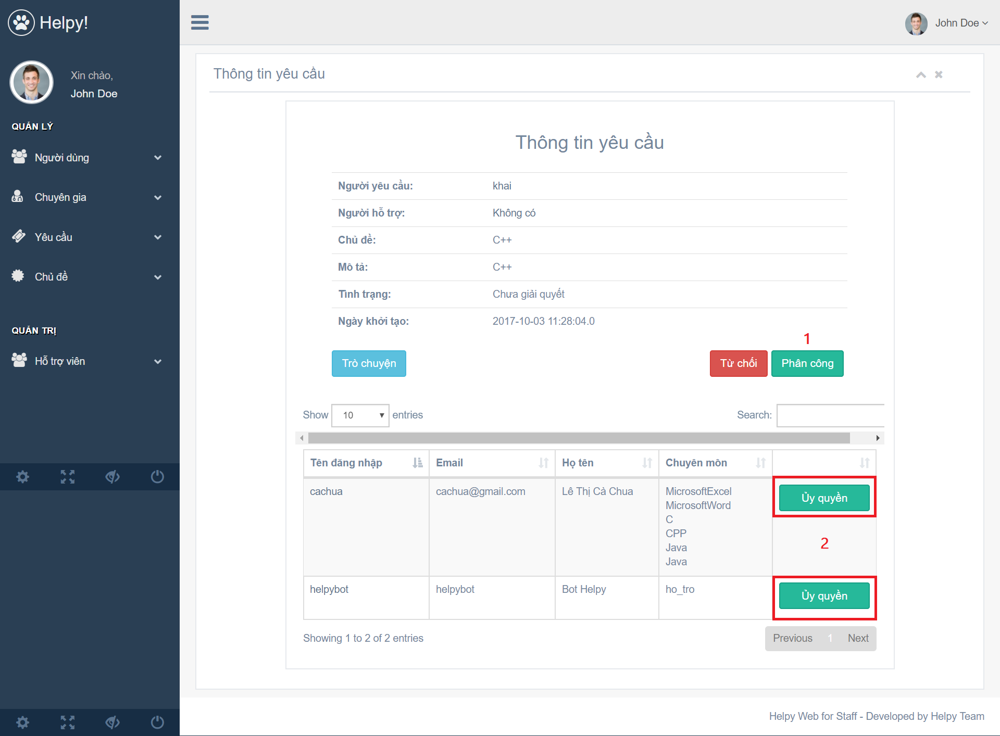 Helpy!
John Doe
Xin chào,
John Doe
QUẢN LÝ
Người dùng
Chuyên gia
Yêu cầu
Chủ đề
QUẢN TRỊ
Hỗ trợ viên
Thông tin yêu cầu
Thông tin yêu cầu
Người yêu cầu: khai
Người hỗ trợ: Không có
Chủ đề: C++
Mô tả: C++
Tình trạng: Chưa giải quyết
Ngày khởi tạo: 2017-10-03 11:28:04.0
1
Trò chuyện Từ chối Phân công
Show 10 entries Search:
Tên đăng nhập Email Họ tên Chuyên môn
cachua cachua@gmail.com Lê Thị Cà Chua MicrosoftExcel Ủy quyền
MicrosoftWord
C
CPP
2
Java
Java
helpybot helpybot Bot Helpy ho_tro Ủy quyền
Showing 1 to 2 of 2 entries Previous 1 Next
Helpy Web for Staff - Developed by Helpy Team